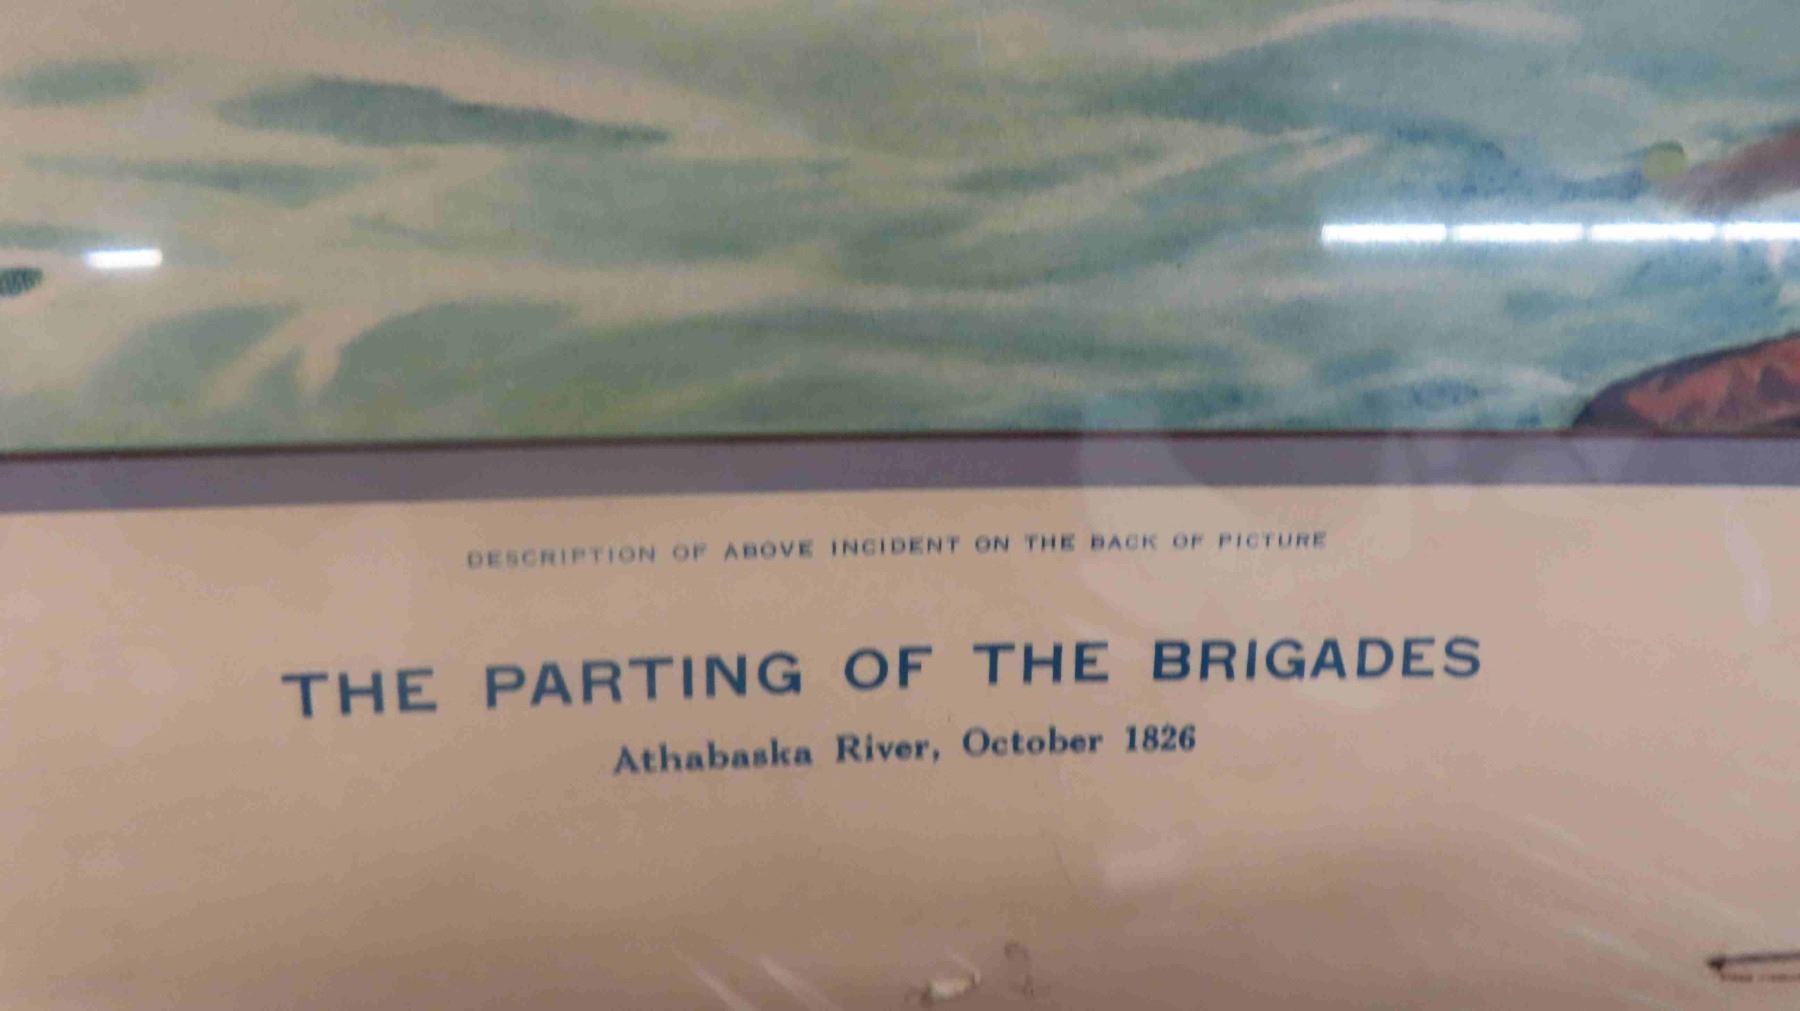 DESCRIPTION OF ABOVE INCIDENT ON THE BACK OF PICTURE
THE PARTING OF THE BRIGADES
Athabaska River, October 1826